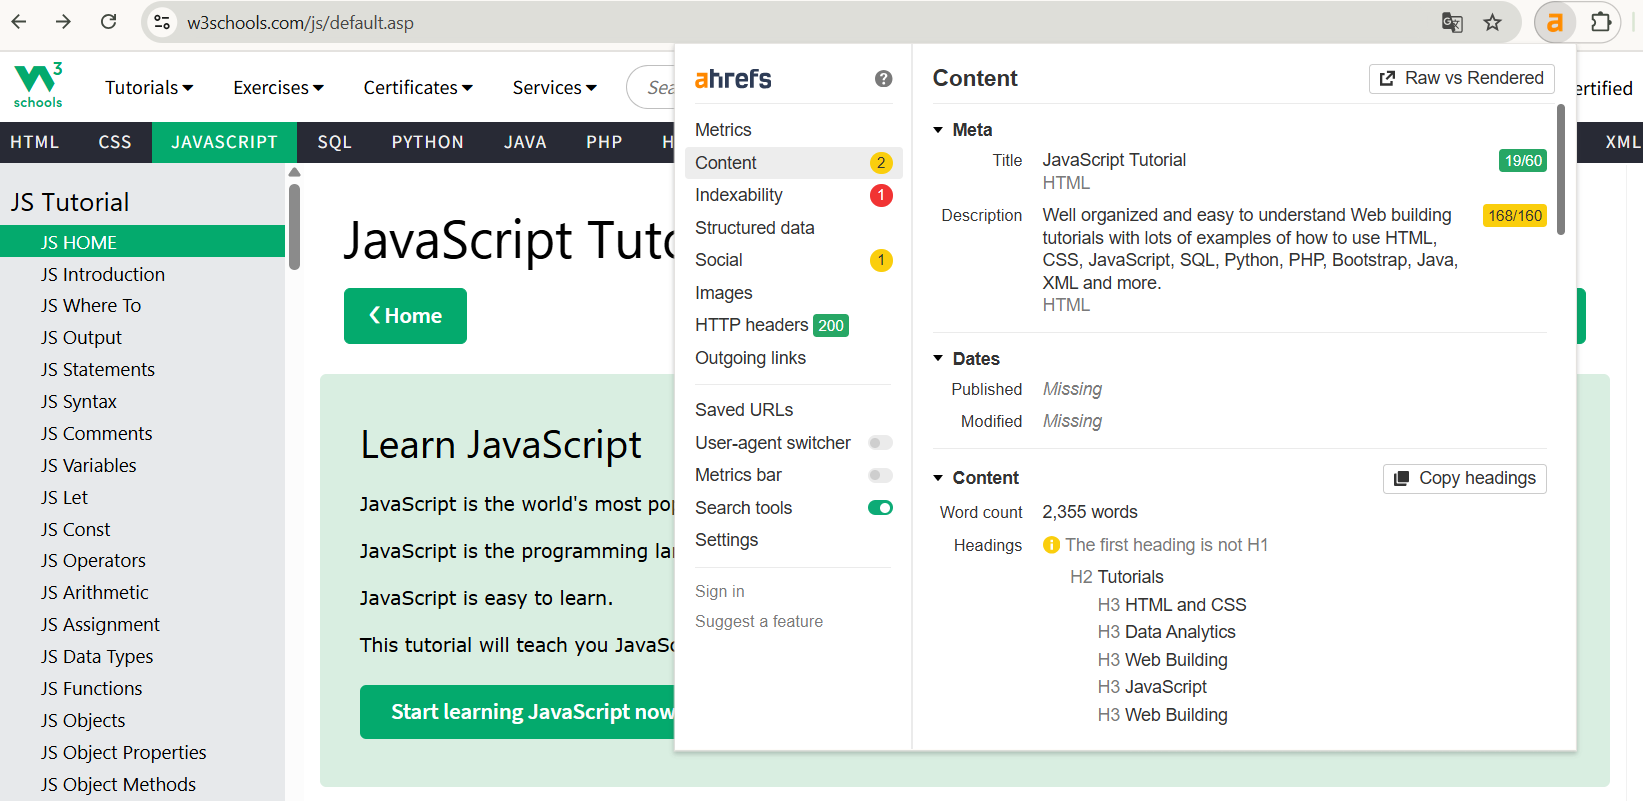 w3schools.com/js/default.asp
a
3
schools
Tutorials
Exercises
Certificates
Services
HTML
CSS
JAVASCRIPT
SQL
PYTHON
JAVA
PHP
H
XML
JS Tutorial
JS HOME
JS Introduction
JS Where To
JS Output
JS Statements
JS Syntax
JS Comments
JS Variables
JS Let
JS Const
JS Operators
JS Arithmetic
JS Assignment
JS Data Types
JS Functions
JS Objects
JS Object Properties
JS Object Methods
JavaScript Tuto
❮ Home
Learn JavaScript
JavaScript is the world's most pop
JavaScript is the programming lan
JavaScript is easy to learn.
This tutorial will teach you JavaSc
Start learning JavaScript now
ahrefs
?
Metrics
Content 2
Indexability 1
Structured data
Social 1
Images
HTTP headers 200
Outgoing links
Saved URLs
User-agent switcher
Metrics bar
Search tools
Settings
Sign in
Suggest a feature
Content
Raw vs Rendered
Meta
Title JavaScript Tutorial 19/60
HTML
Description Well organized and easy to understand Web building 168/160
tutorials with lots of examples of how to use HTML,
CSS, JavaScript, SQL, Python, PHP, Bootstrap, Java,
XML and more.
HTML
Dates
Published Missing
Modified Missing
Content
Copy headings
Word count 2,355 words
Headings The first heading is not H1
H2 Tutorials
H3 HTML and CSS
H3 Data Analytics
H3 Web Building
H3 JavaScript
H3 Web Building